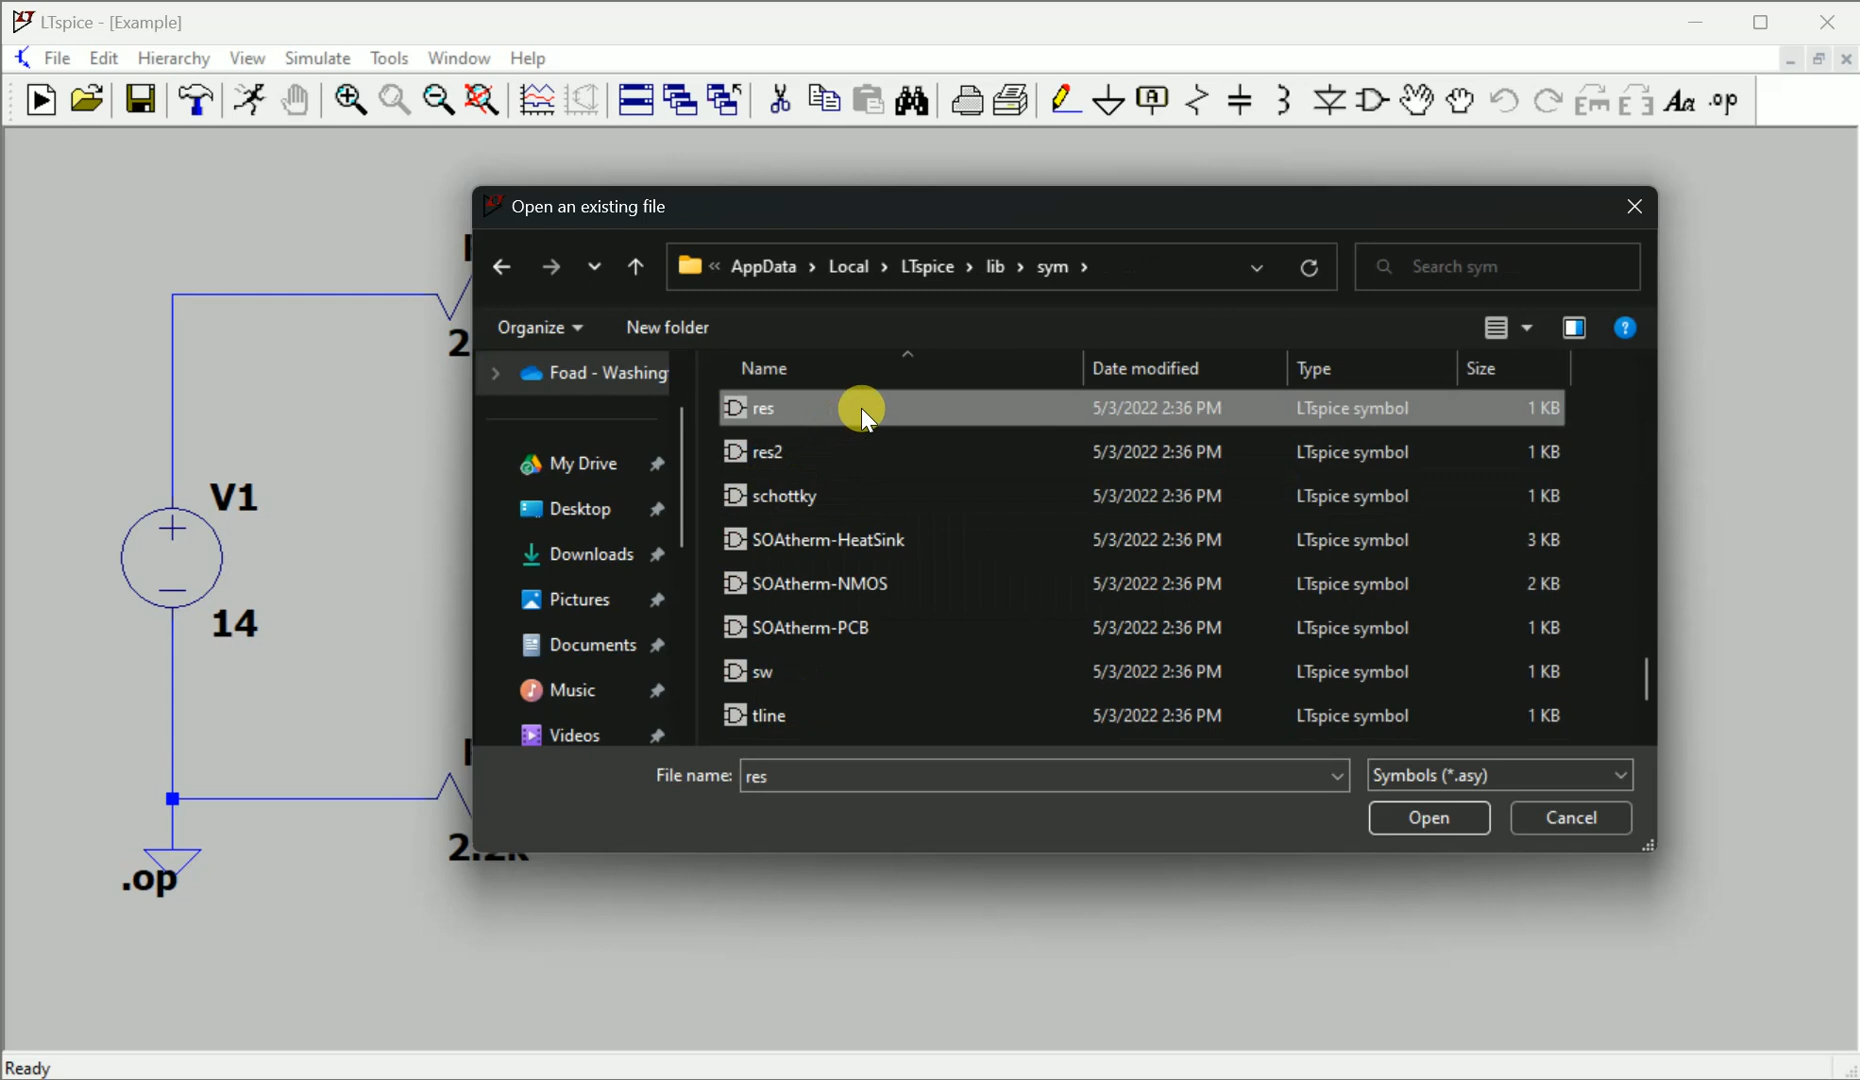 LTspice - [Example]
File Edit Hierarchy View Simulate Tools Window Help
A Aa .op
Open an existing file
« AppData › Local › LTspice › lib › sym ›
Search sym
Organize New folder
Name Date modified Type Size
Foad - Washing
My Drive
Desktop
Downloads
Pictures
Documents
Music
Videos
res 5/3/2022 2:36 PM LTspice symbol 1 KB
res2 5/3/2022 2:36 PM LTspice symbol 1 KB
schottky 5/3/2022 2:36 PM LTspice symbol 1 KB
SOAtherm-HeatSink 5/3/2022 2:36 PM LTspice symbol 3 KB
SOAtherm-NMOS 5/3/2022 2:36 PM LTspice symbol 2 KB
SOAtherm-PCB 5/3/2022 2:36 PM LTspice symbol 1 KB
sw 5/3/2022 2:36 PM LTspice symbol 1 KB
tline 5/3/2022 2:36 PM LTspice symbol 1 KB
File name: res Symbols (*.asy)
Open Cancel
V1
14
.op
2.2k
Ready